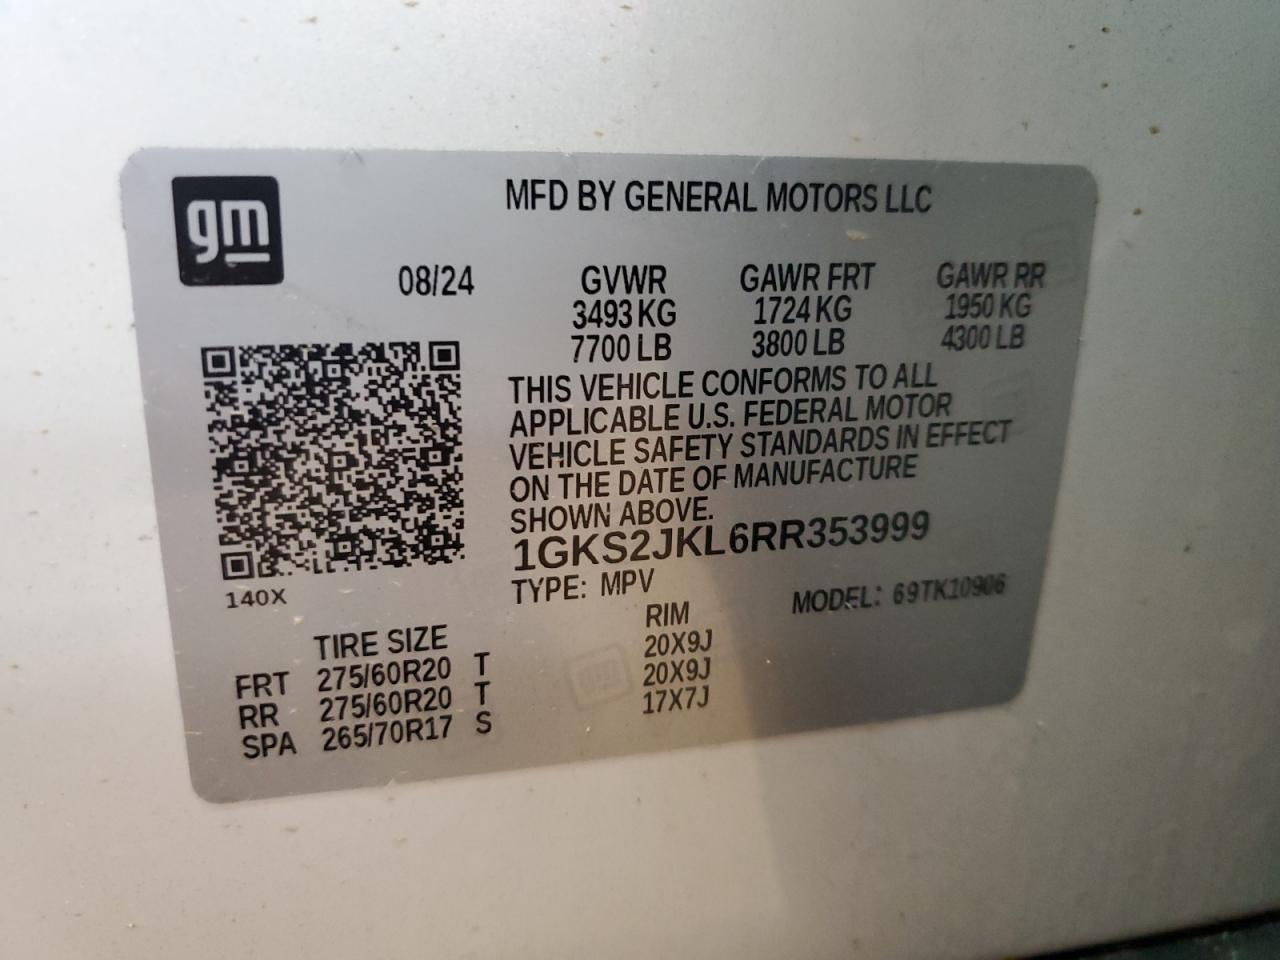 gm
MFD BY GENERAL MOTORS LLC
08/24 GVWR GAWR FRT GAWR RR
3493 KG 1724 KG 1950 KG
7700 LB 3800 LB 4300 LB
THIS VEHICLE CONFORMS TO ALL
APPLICABLE U.S. FEDERAL MOTOR
VEHICLE SAFETY STANDARDS IN EFFECT
ON THE DATE OF MANUFACTURE
SHOWN ABOVE.
1GKS2JKL6RR353999
140X
TYPE: MPV MODEL: 69TK10906
TIRE SIZE RIM
FRT 275/60R20 T 20X9J
RR 275/60R20 T 20X9J
SPA 265/70R17 S 17X7J